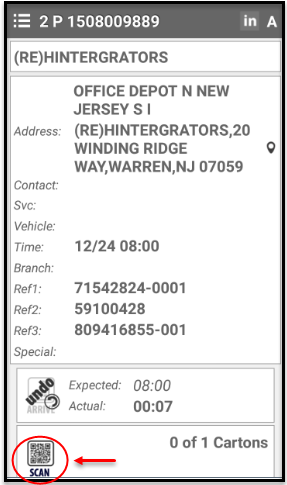 2 P 1508009889
in A
(RE)HINTERGRATORS
OFFICE DEPOT N NEW
JERSEY S I
Address: (RE)HINTERGRATORS,20
WINDING RIDGE
WAY,WARREN,NJ 07059
Contact:
Svc:
Vehicle:
Time: 12/24 08:00
Branch:
Ref1: 71542824-0001
Ref2: 59100428
Ref3: 809416855-001
Special:
undo
ARRIVE
Expected: 08:00
Actual: 00:07
0 of 1 Cartons
SCAN